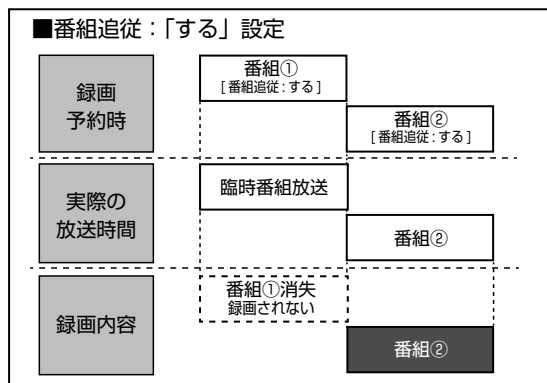 ■番組追従：「する」設定
録画
予約時
番組①
[ 番組追従 : する ]
番組②
[ 番組追従 : する ]
実際の
放送時間
臨時番組放送
番組②
録画内容
番組①消失
録画されない
番組②